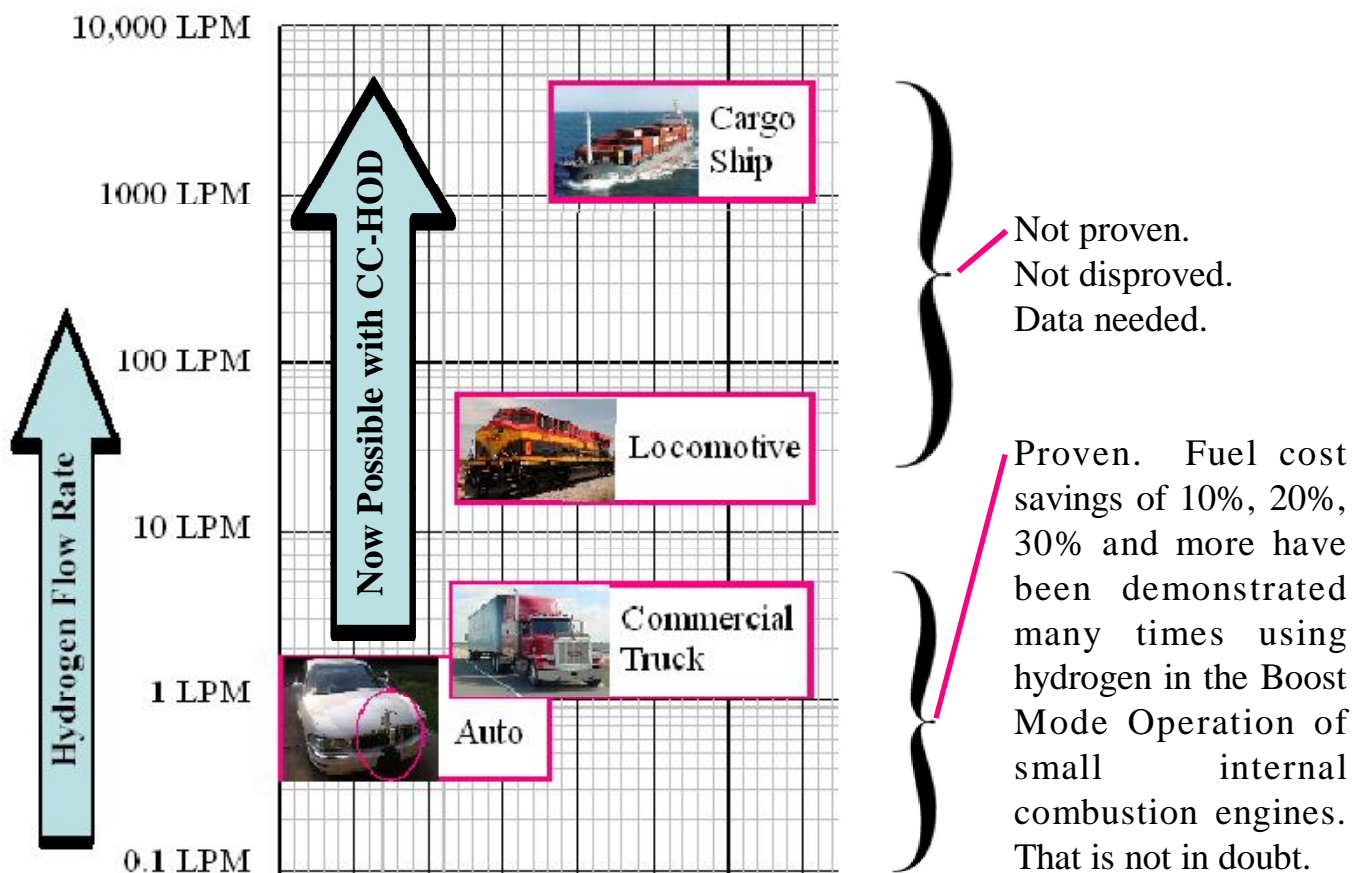 10,000 LPM
1000 LPM
100 LPM
10 LPM
1 LPM
0.1 LPM
Hydrogen Flow Rate
Now Possible with CC-HOD
Cargo
Ship
Locomotive
Commercial
Truck
Auto
Not proven.
Not disproved.
Data needed.
Proven. Fuel cost
savings of 10%, 20%,
30% and more have
been demonstrated
many times using
hydrogen in the Boost
Mode Operation of
small internal
combustion engines.
That is not in doubt.